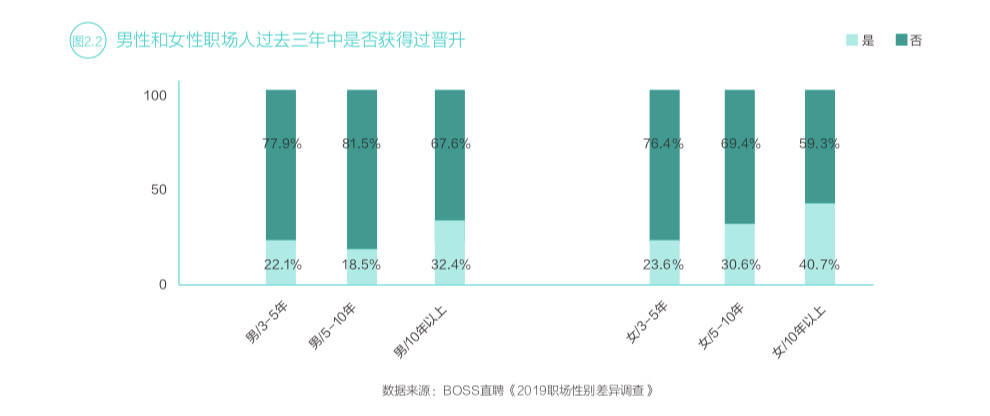 图2.2 男性和女性职场人过去三年中是否获得过晋升
是 否
100
50
0
77.9% 81.5% 67.6% 76.4% 69.4% 59.3%
22.1% 18.5% 32.4% 23.6% 30.6% 40.7%
男/3-5年 男/5-10年 男/10年以上 女/3-5年 女/5-10年 女/10年以上
数据来源：BOSS直聘《2019职场性别差异调查》